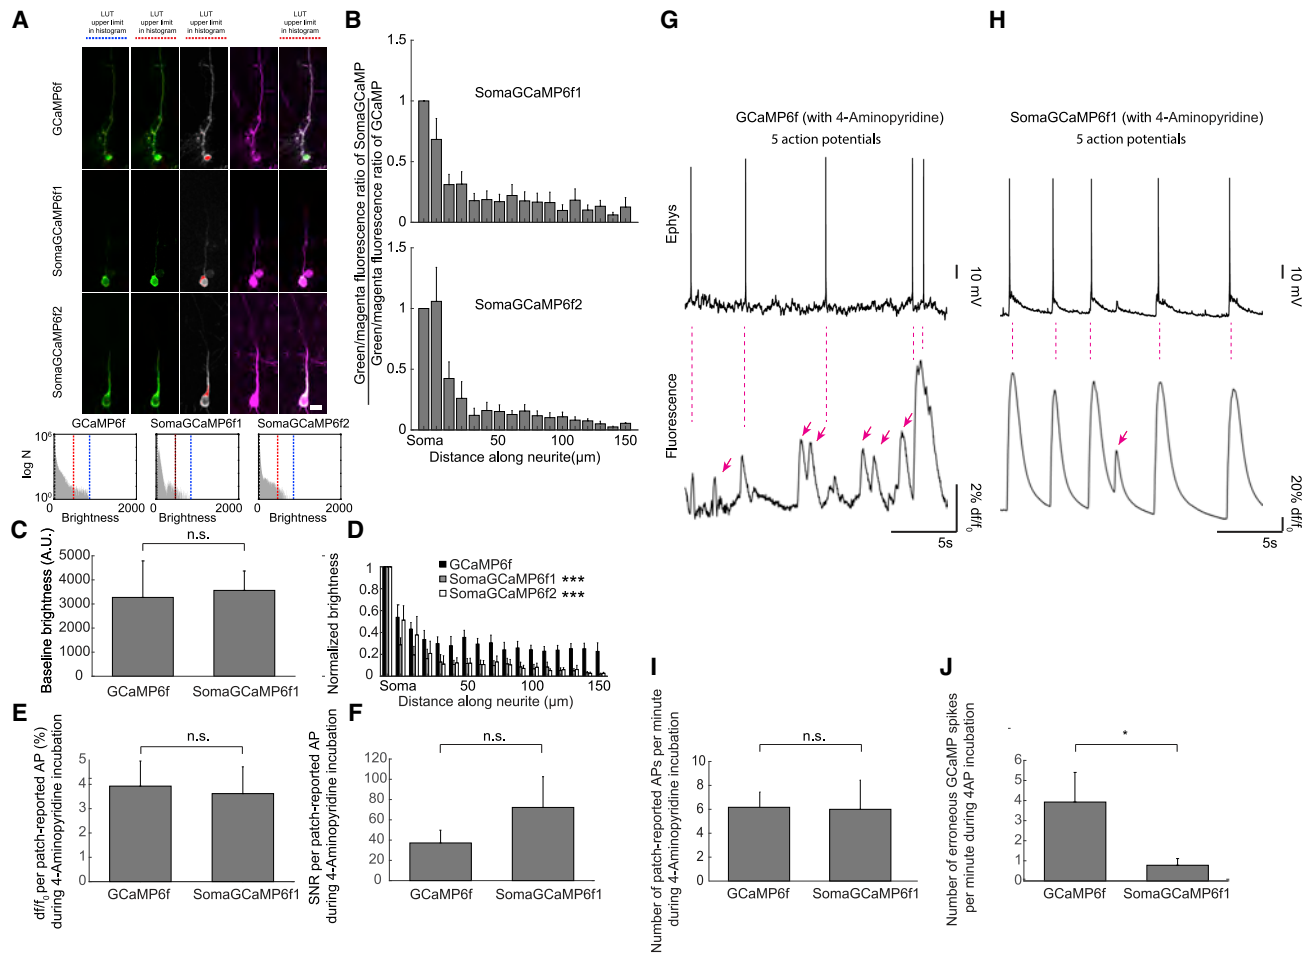 A
LUT
upper limit
in histogram
LUT
upper limit
in histogram
LUT
upper limit
in histogram
LUT
upper limit
in histogram
GCaMP6f
SomaGCaMP6f1
SomaGCaMP6f2
GCaMP6f
SomaGCaMP6f1
SomaGCaMP6f2
log N
10^6
10^0
0
2000
0
2000
0
2000
Brightness
Brightness
Brightness
B
Green/magenta fluorescence ratio of SomaGCaMP
Green/magenta fluorescence ratio of GCaMP
1.5
1
0.5
0
SomaGCaMP6f1
1.5
1
0.5
0
SomaGCaMP6f2
Soma
50
100
150
Distance along neurite(μm)
C
Baseline brightness (A.U.)
5000
4000
3000
2000
1000
0
n.s.
GCaMP6f
SomaGCaMP6f1
D
Normalized brightness
1
0.8
0.6
0.4
0.2
0
GCaMP6f
SomaGCaMP6f1 ***
SomaGCaMP6f2 ***
Soma
50
100
150
Distance along neurite (μm)
E
df/f0 per patch-reported AP (%)
during 4-Aminopyridine incubation
5
4
3
2
1
0
n.s.
GCaMP6f
SomaGCaMP6f1
F
SNR per patch-reported AP
during 4-Aminopyridine incubation
120
100
80
60
40
20
0
n.s.
GCaMP6f
SomaGCaMP6f1
G
GCaMP6f (with 4-Aminopyridine)
5 action potentials
Ephys
10 mV
Fluorescence
2% df/f0
5s
H
SomaGCaMP6f1 (with 4-Aminopyridine)
5 action potentials
10 mV
20% df/f0
5s
I
Number of patch-reported APs per minute
during 4-Aminopyridine incubation
10
8
6
4
2
0
n.s.
GCaMP6f
SomaGCaMP6f1
J
Number of erroneous GCaMP spikes
per minute during 4AP incubation
6
5
4
3
2
1
0
*
GCaMP6f
SomaGCaMP6f1